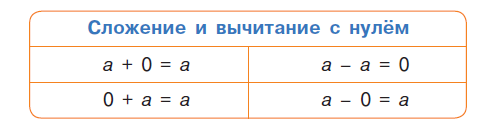 Сложение и вычитание с нулём
a + 0 = a a − a = 0
0 + a = a a − 0 = a